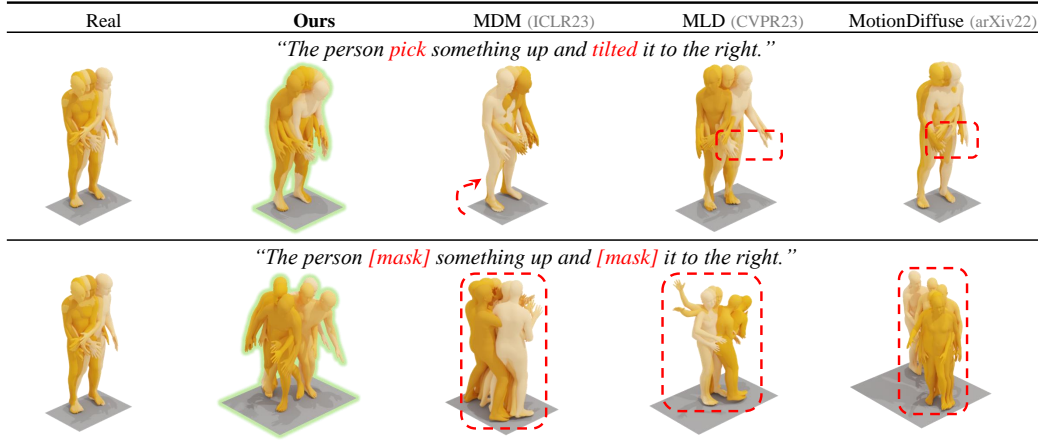 Real Ours MDM (ICLR23) MLD (CVPR23) MotionDiffuse (arXiv22)
“The person pick something up and tilted it to the right.”
“The person [mask] something up and [mask] it to the right.”